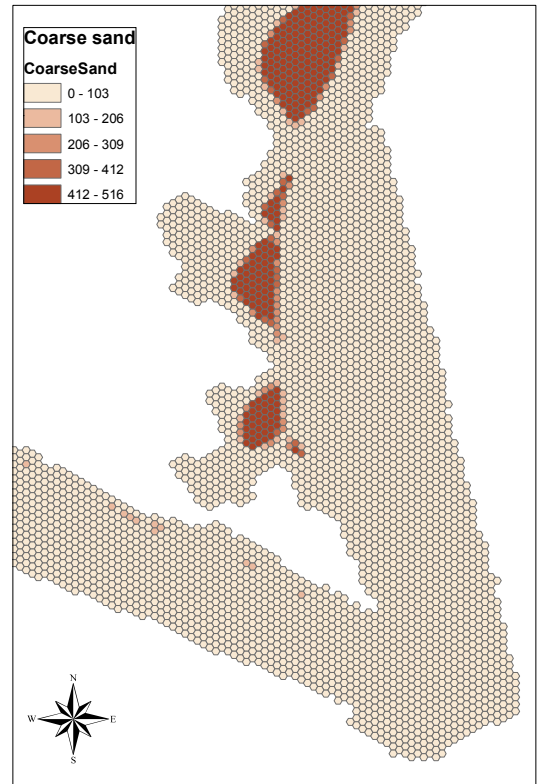 Coarse sand
CoarseSand
0 - 103
103 - 206
206 - 309
309 - 412
412 - 516
N
W E
S